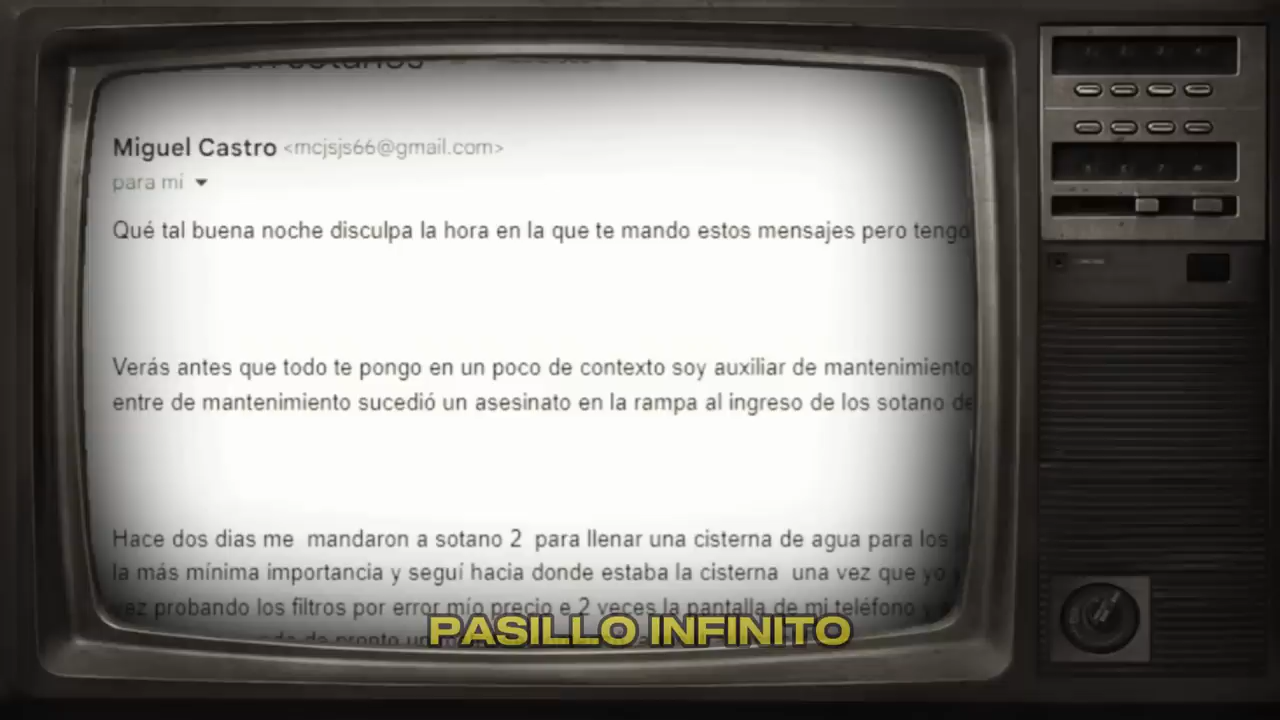 Miguel Castro <mcjsjs66@gmail.com>
para mí
Qué tal buena noche disculpa la hora en la que te mando estos mensajes pero tengo
Verás antes que todo te pongo en un poco de contexto soy auxiliar de mantenimiento
entre de mantenimiento sucedió un asesinato en la rampa al ingreso de los sotano de
Hace dos dias me mandaron a sotano 2 para llenar una cisterna de agua para los
la más mínima importancia y seguí hacia donde estaba la cisterna una vez que yo
vez probando los filtros por error mío precio e 2 veces la pantalla de mi teléfono y
de pronto
PASILLO INFINITO